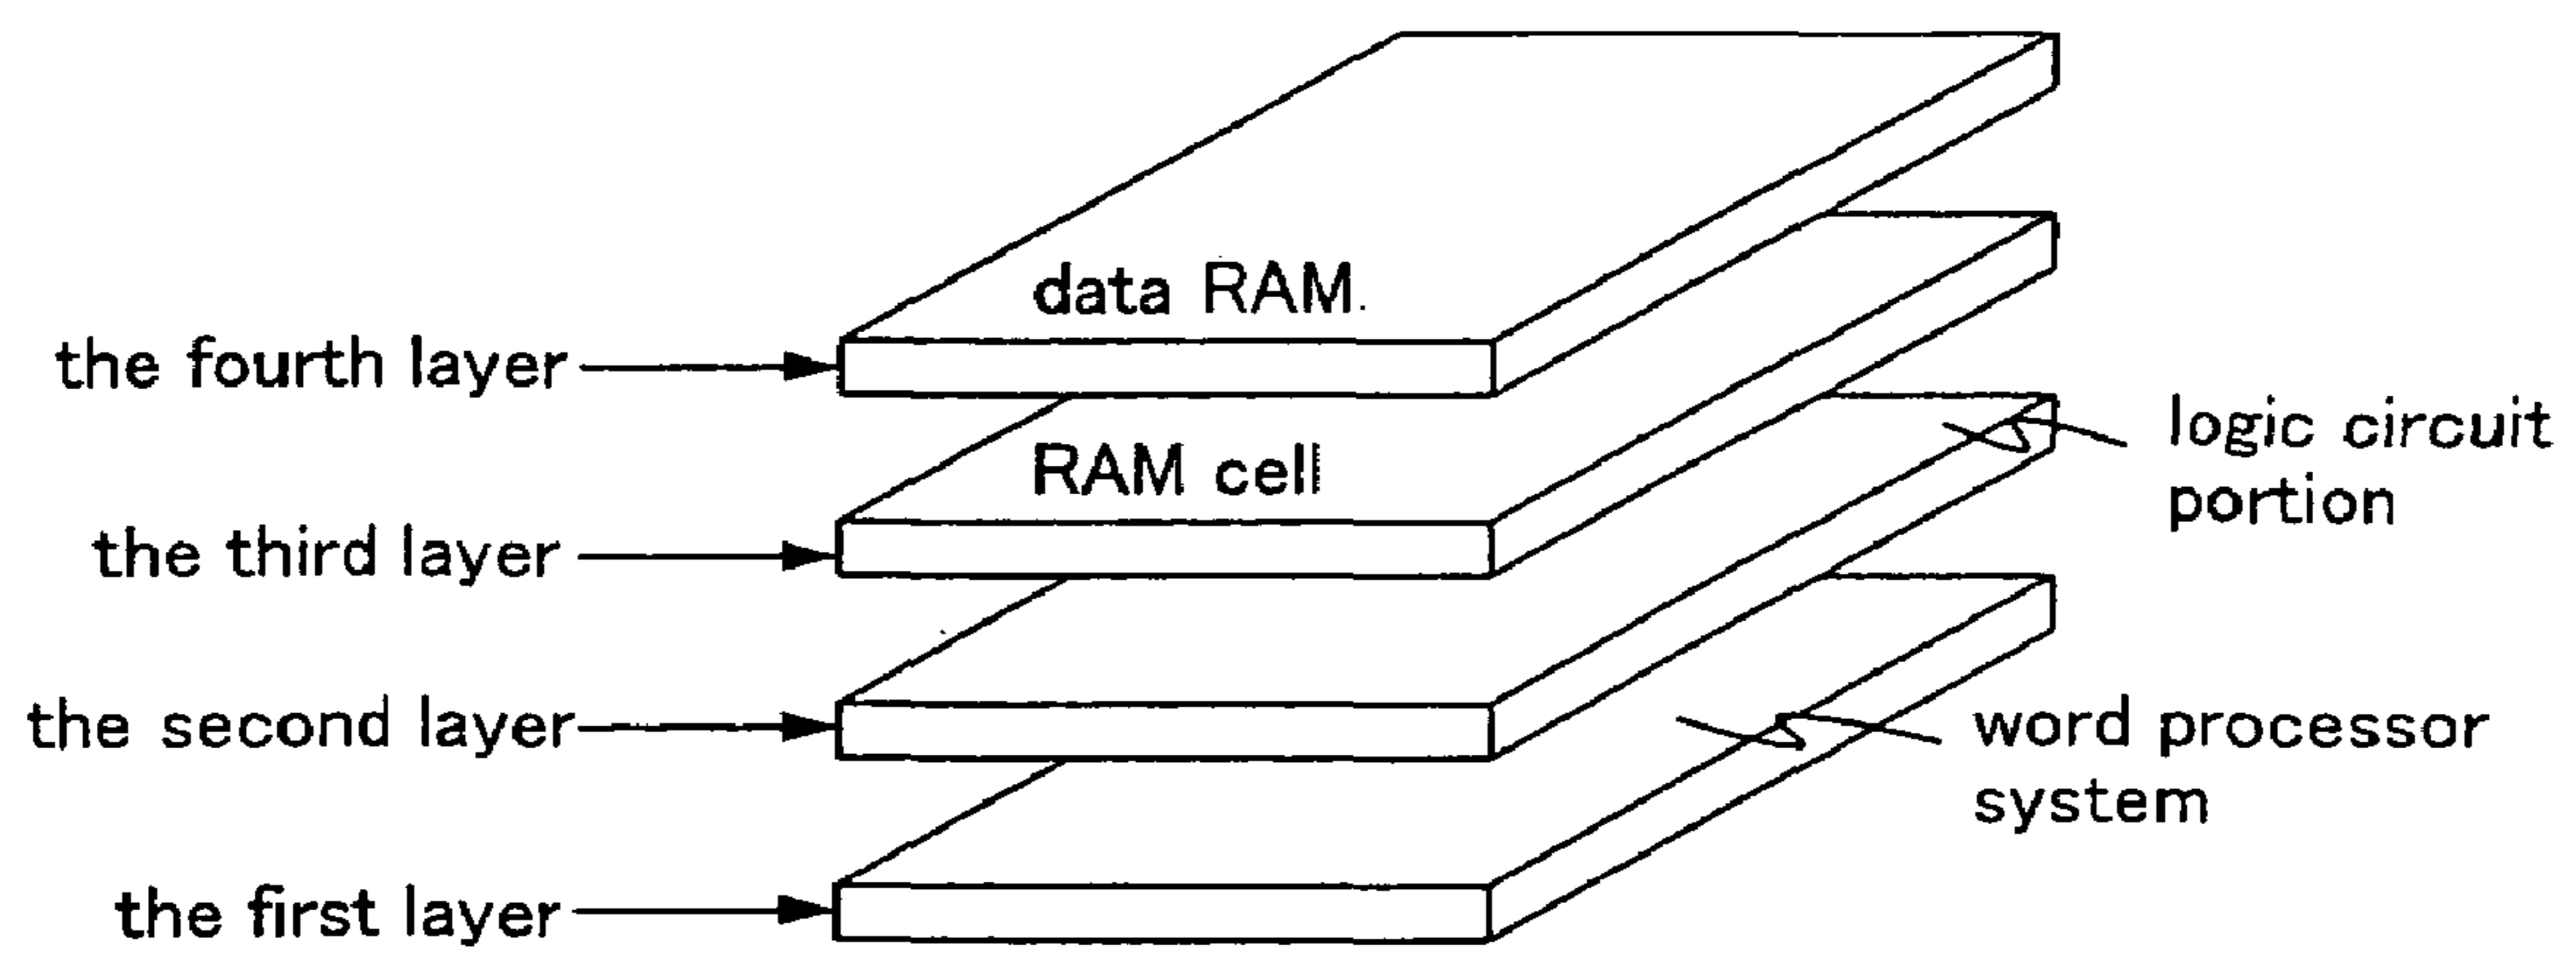 data RAM.
the fourth layer
logic circuit
portion
RAM cell
the third layer
the second layer
word processor
system
the first layer